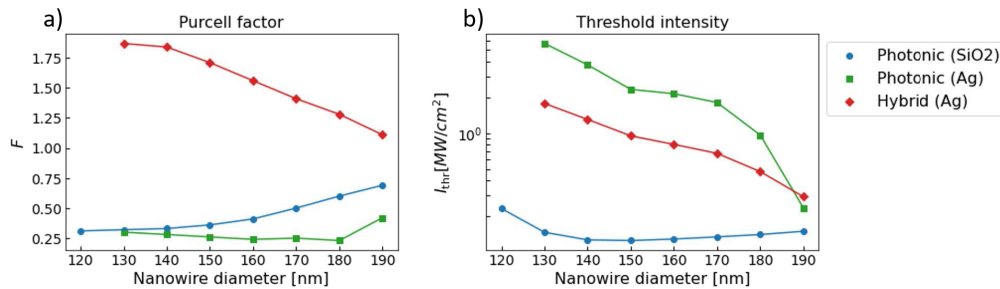 a)
Purcell factor
1.75
1.50
1.25
1.00
0.75
0.50
0.25
F
120 130 140 150 160 170 180 190
Nanowire diameter [nm]
b)
Threshold intensity
10⁰
I_thr[MW/cm²]
120 130 140 150 160 170 180 190
Nanowire diameter [nm]
Photonic (SiO2)
Photonic (Ag)
Hybrid (Ag)